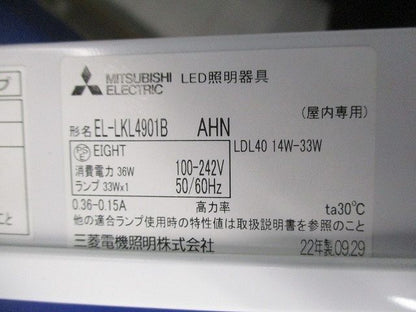 MITSUBISHI ELECTRIC LED照明器具
(屋内専用)
形名 EL-LKL4901B AHN
EIGHT LDL40 14W-33W
消費電力 36W 100-242V
ランプ 33W×1 50/60Hz
0.36-0.15A 高力率 ta30℃
他の適合ランプ使用時の特性値は取扱説明書を参照のこと
三菱電機照明株式会社 22年製09.29
こと